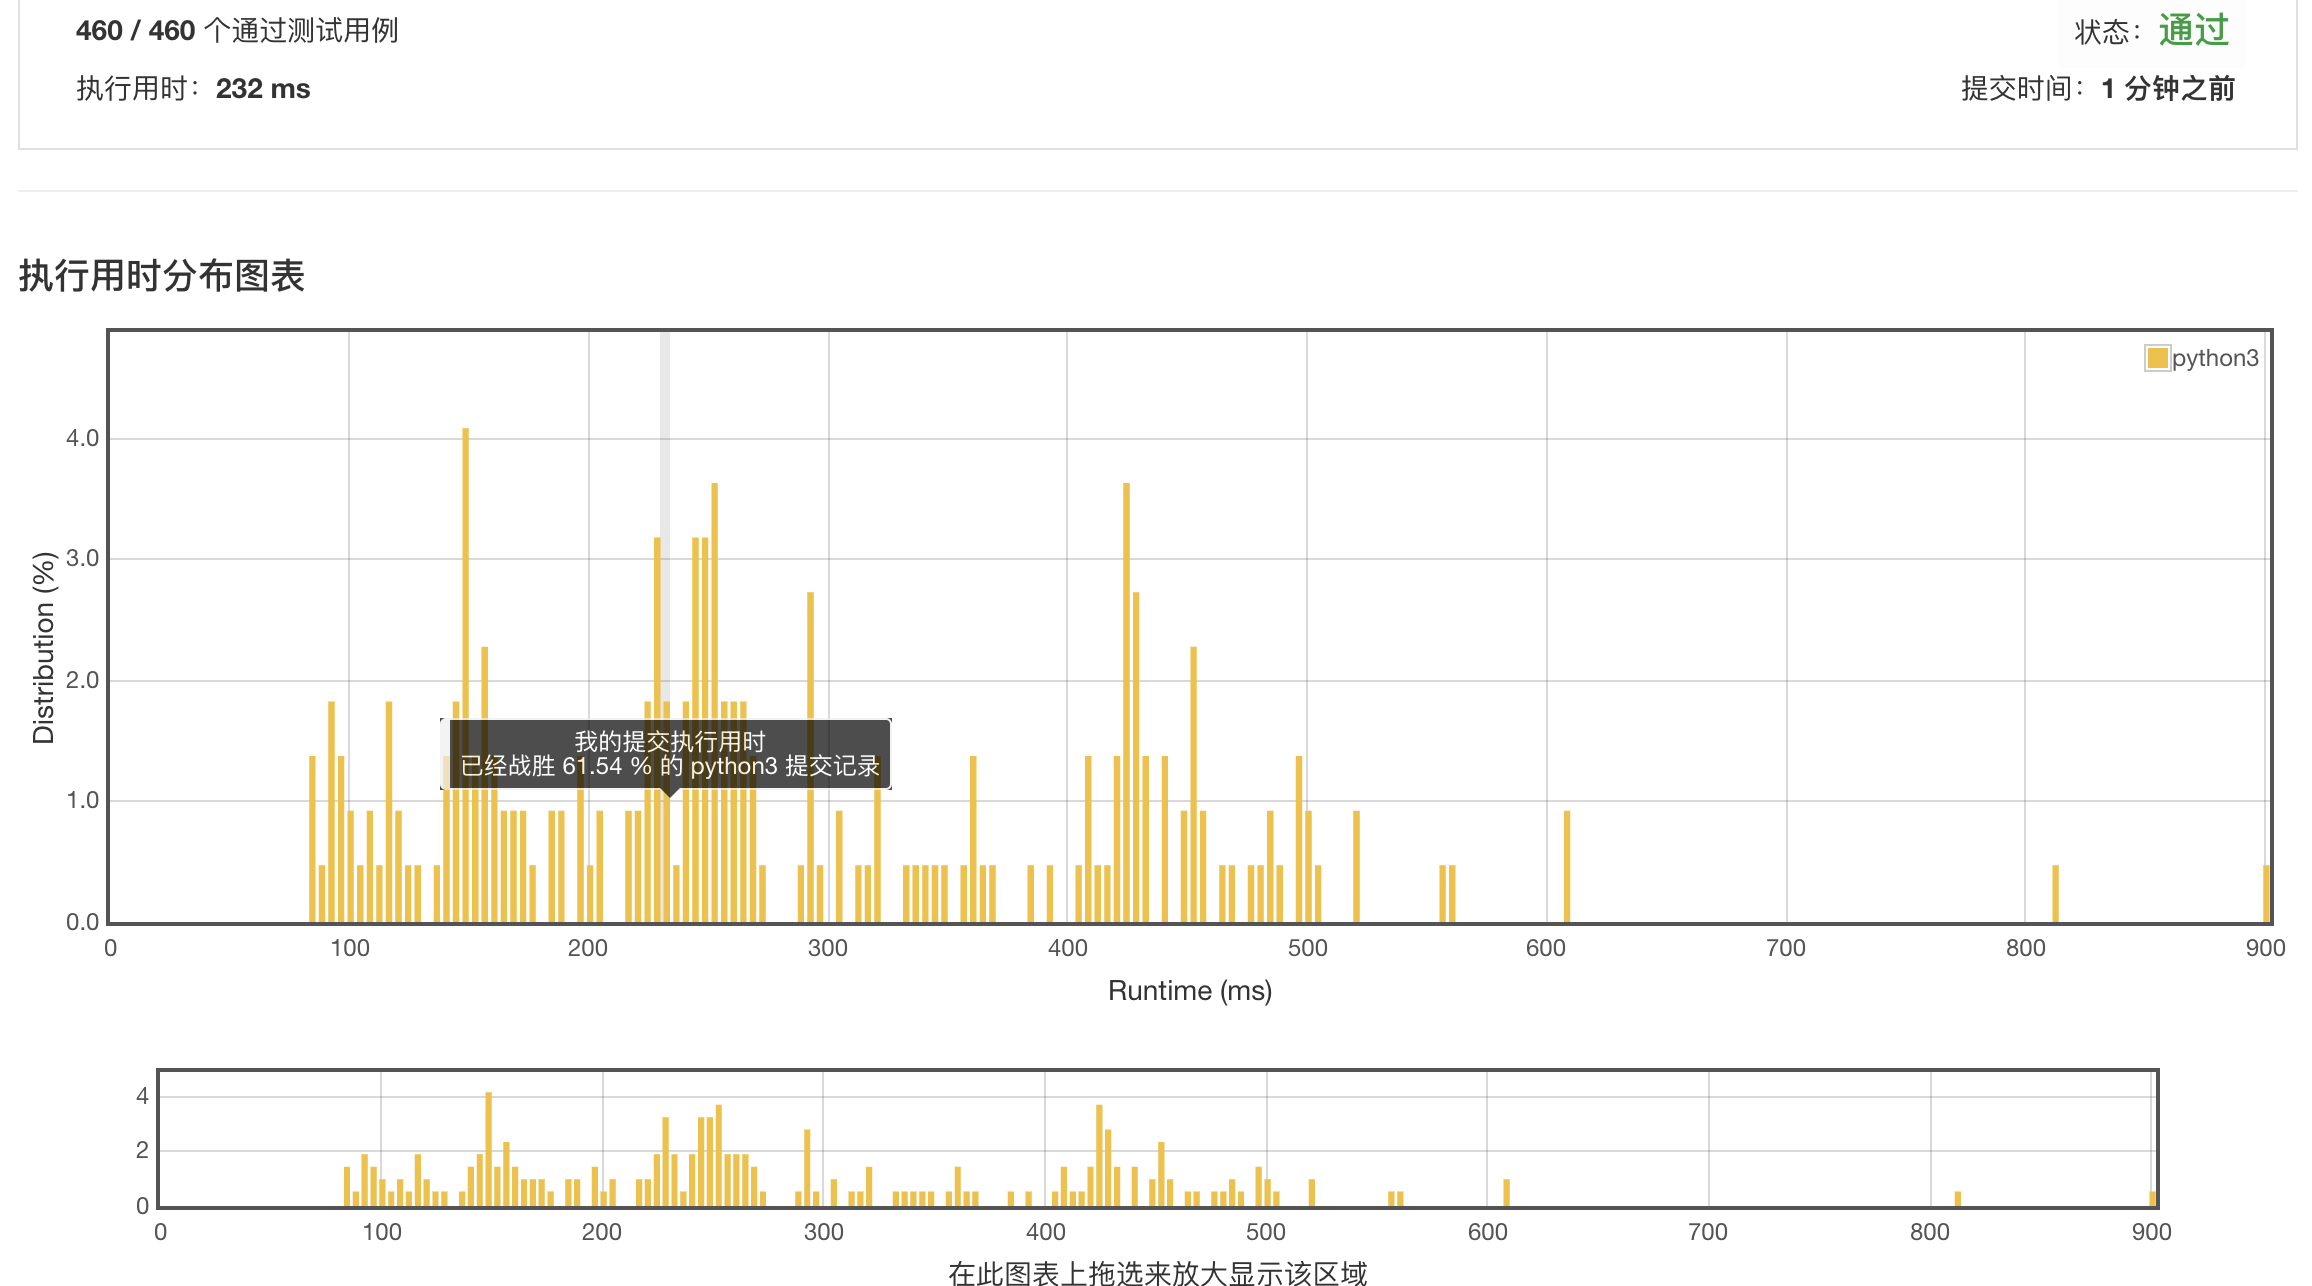 460 / 460 个通过测试用例
状态：通过
执行用时：232 ms
提交时间：1 分钟之前
执行用时分布图表
python3
4.0
3.0
2.0
1.0
0.0
Distribution (%)
我的提交执行用时
已经战胜 61.54 % 的 python3 提交记录
0 100 200 300 400 500 600 700 800 900
Runtime (ms)
4
2
0
0 100 200 300 400 500 600 700 800 900
在此图表上拖选来放大显示该区域